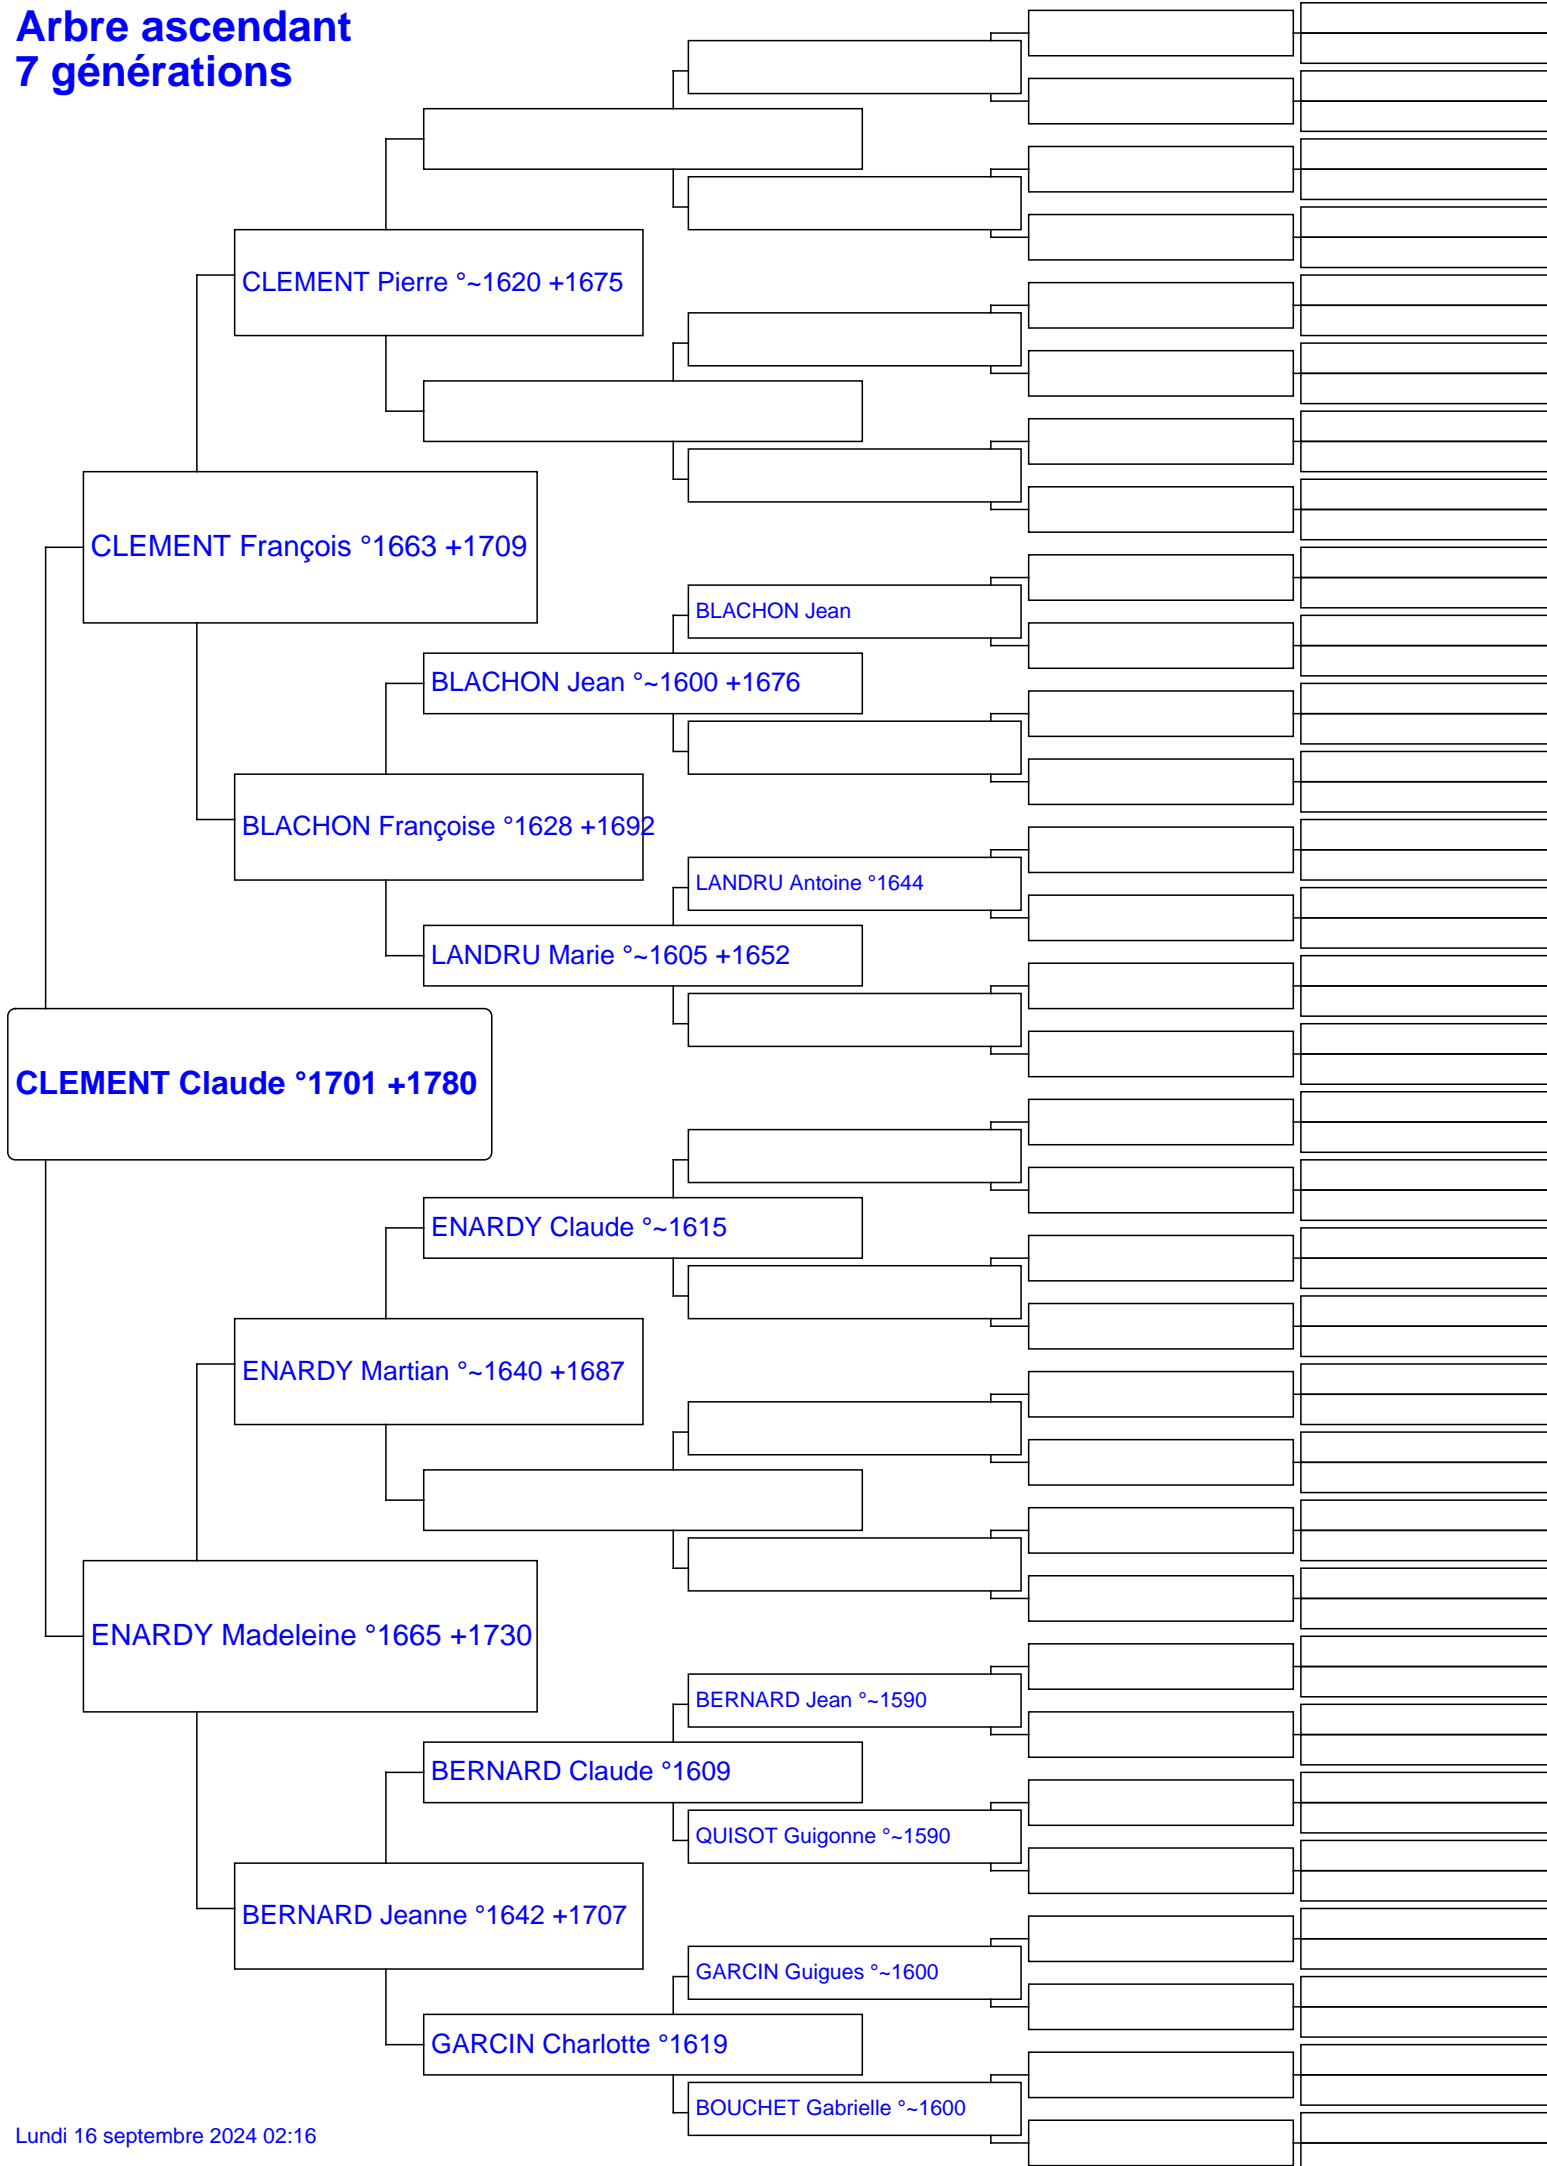 Arbre ascendant
7 générations
CLEMENT Pierre °~1620 +1675
CLEMENT François °1663 +1709
BLACHON Jean
BLACHON Jean °~1600 +1676
BLACHON Françoise °1628 +1692
LANDRU Antoine °1644
LANDRU Marie °~1605 +1652
CLEMENT Claude °1701 +1780
ENARDY Claude °~1615
ENARDY Martian °~1640 +1687
ENARDY Madeleine °1665 +1730
BERNARD Jean °~1590
BERNARD Claude °1609
QUISOT Guigonne °~1590
BERNARD Jeanne °1642 +1707
GARCIN Guigues °~1600
GARCIN Charlotte °1619
BOUCHET Gabrielle °~1600
Lundi 16 septembre 2024 02:16